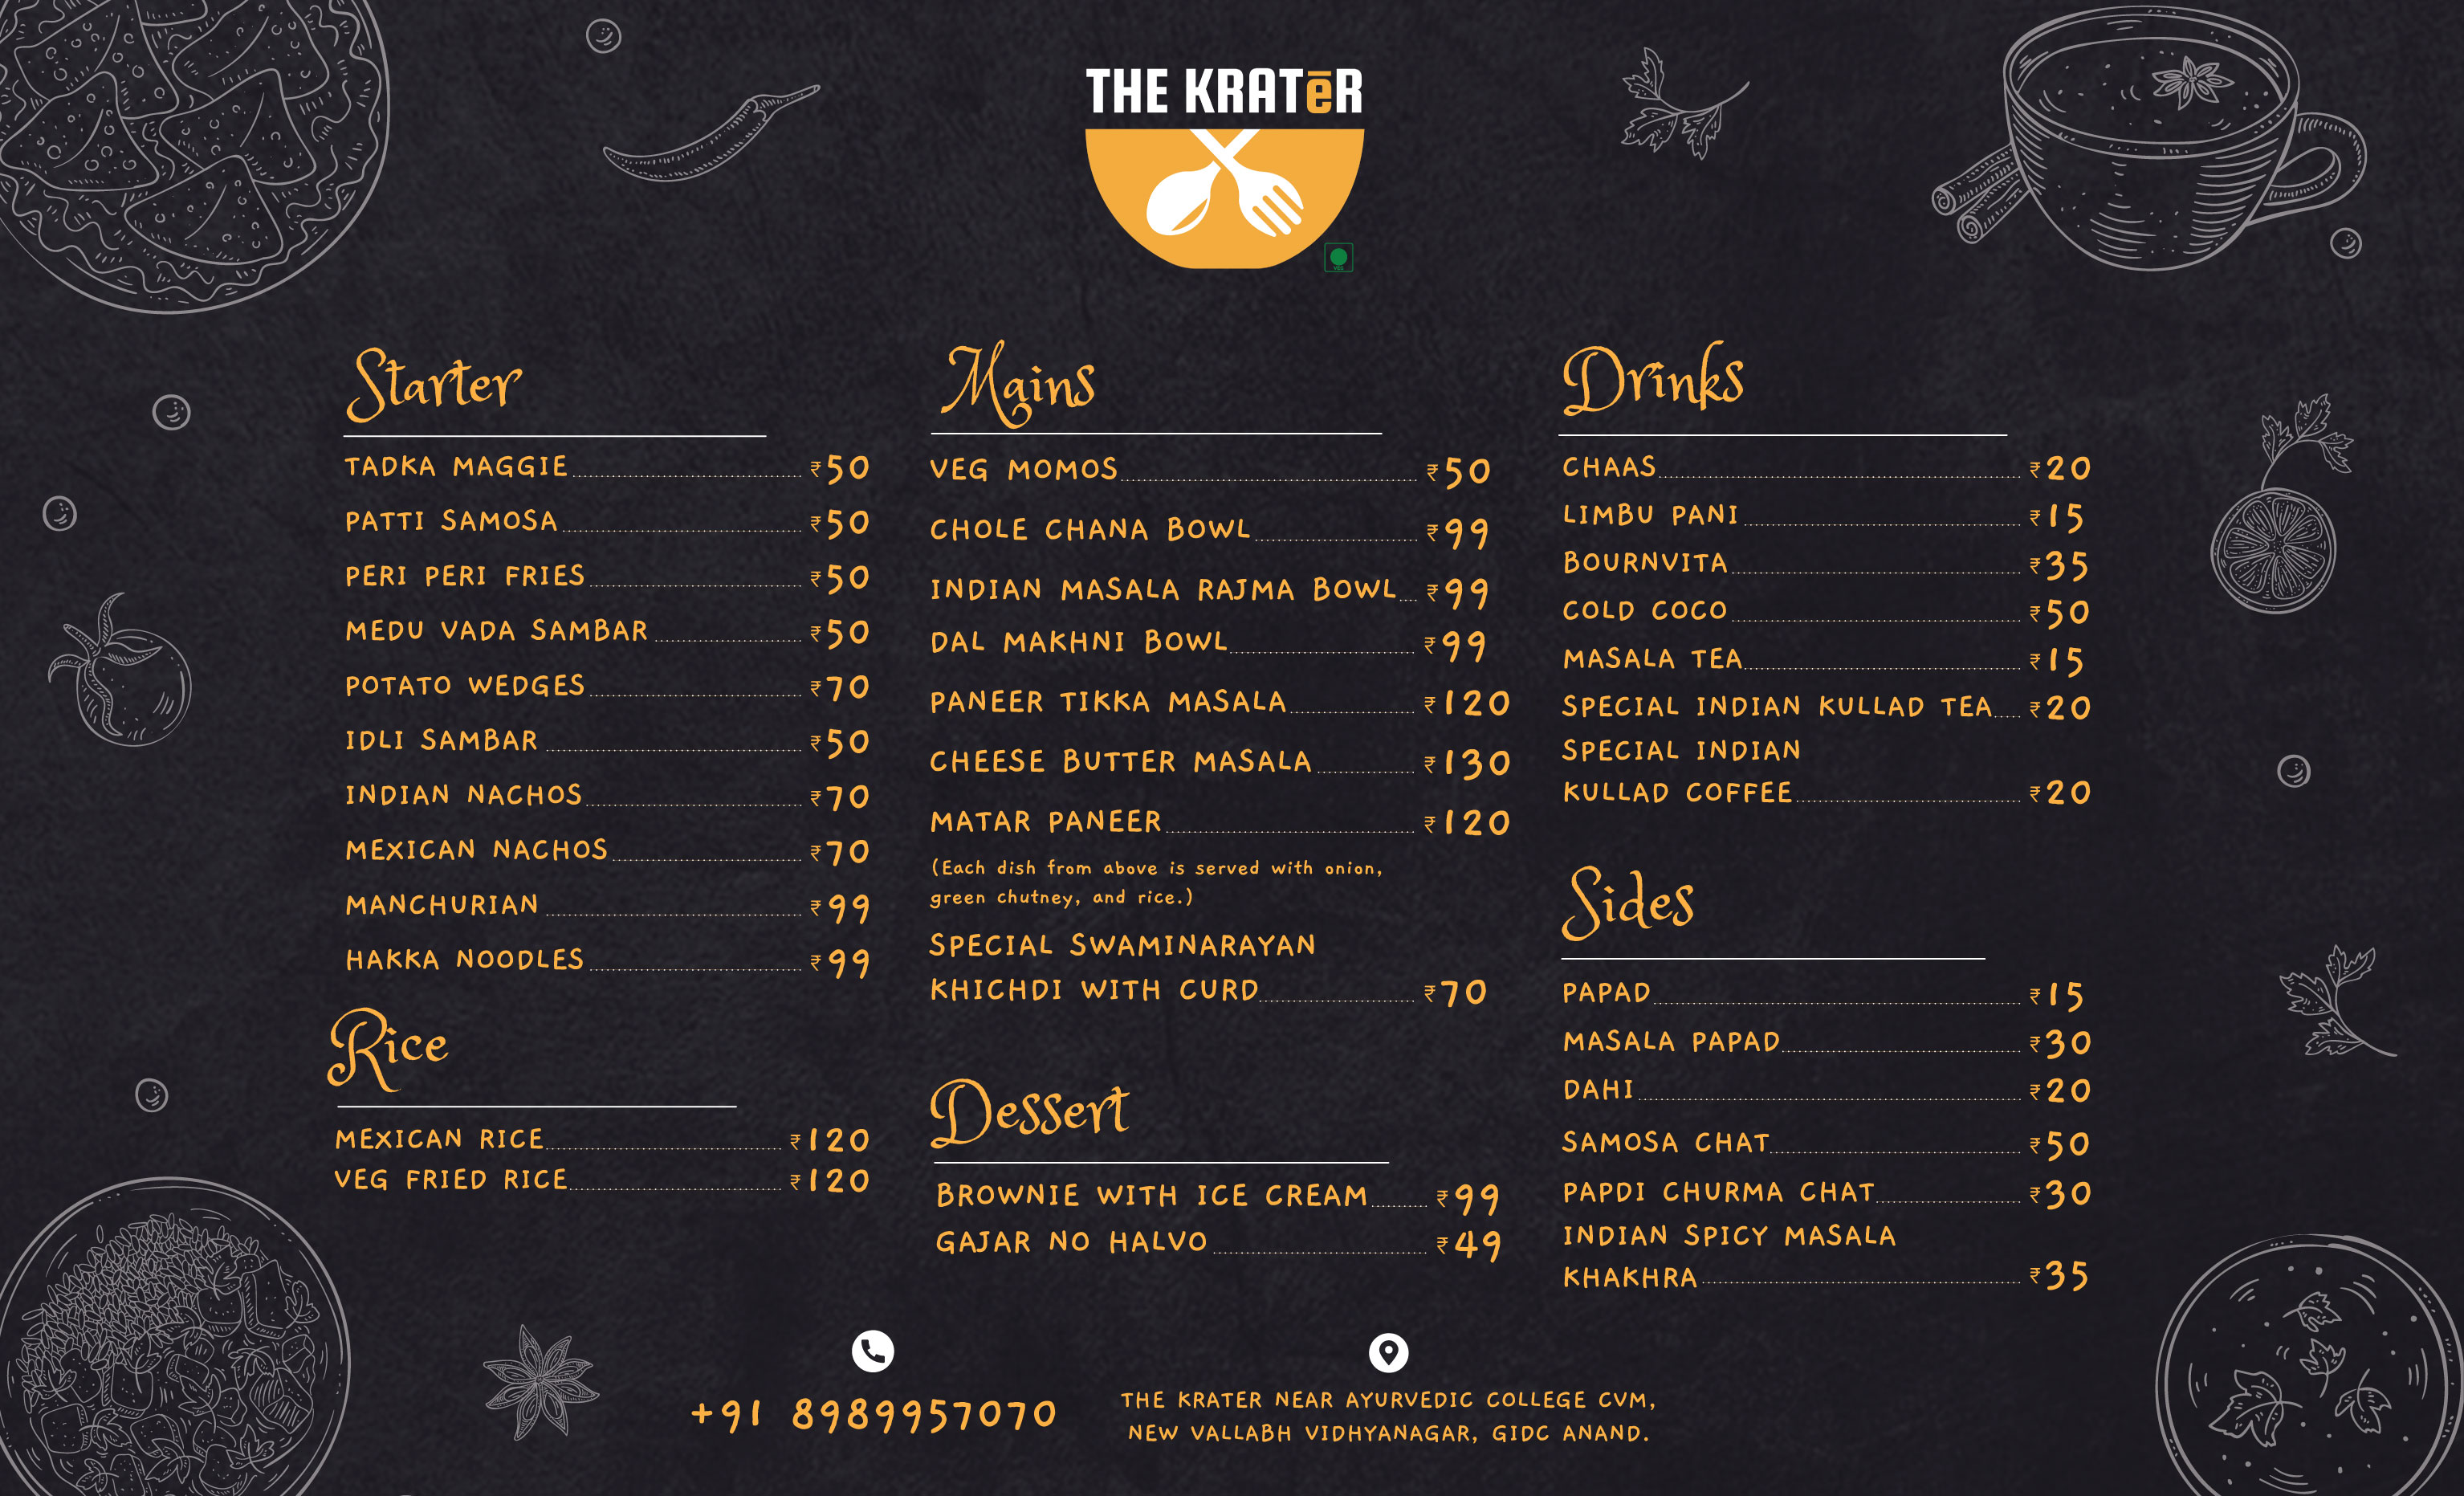 THE KRATēR
VEG
Starter
TADKA MAGGIE ₹50
PATTI SAMOSA ₹50
PERI PERI FRIES ₹50
MEDU VADA SAMBAR ₹50
POTATO WEDGES ₹70
IDLI SAMBAR ₹50
INDIAN NACHOS ₹70
MEXICAN NACHOS ₹70
MANCHURIAN ₹99
HAKKA NOODLES ₹99
Rice
MEXICAN RICE ₹120
VEG FRIED RICE ₹120
Mains
VEG MOMOS ₹50
CHOLE CHANA BOWL ₹99
INDIAN MASALA RAJMA BOWL ₹99
DAL MAKHNI BOWL ₹99
PANEER TIKKA MASALA ₹120
CHEESE BUTTER MASALA ₹130
MATAR PANEER ₹120
(Each dish from above is served with onion,
green chutney, and rice.)
SPECIAL SWAMINARAYAN
KHICHDI WITH CURD ₹70
Dessert
BROWNIE WITH ICE CREAM ₹99
GAJAR NO HALVO ₹49
Drinks
CHAAS ₹20
LIMBU PANI ₹15
BOURNVITA ₹35
COLD COCO ₹50
MASALA TEA ₹15
SPECIAL INDIAN KULLAD TEA ₹20
SPECIAL INDIAN
KULLAD COFFEE ₹20
Sides
PAPAD ₹15
MASALA PAPAD ₹30
DAHI ₹20
SAMOSA CHAT ₹50
PAPDI CHURMA CHAT ₹30
INDIAN SPICY MASALA
KHAKHRA ₹35
+91 8989957070
THE KRATER NEAR AYURVEDIC COLLEGE CVM,
NEW VALLABH VIDHYANAGAR, GIDC ANAND.